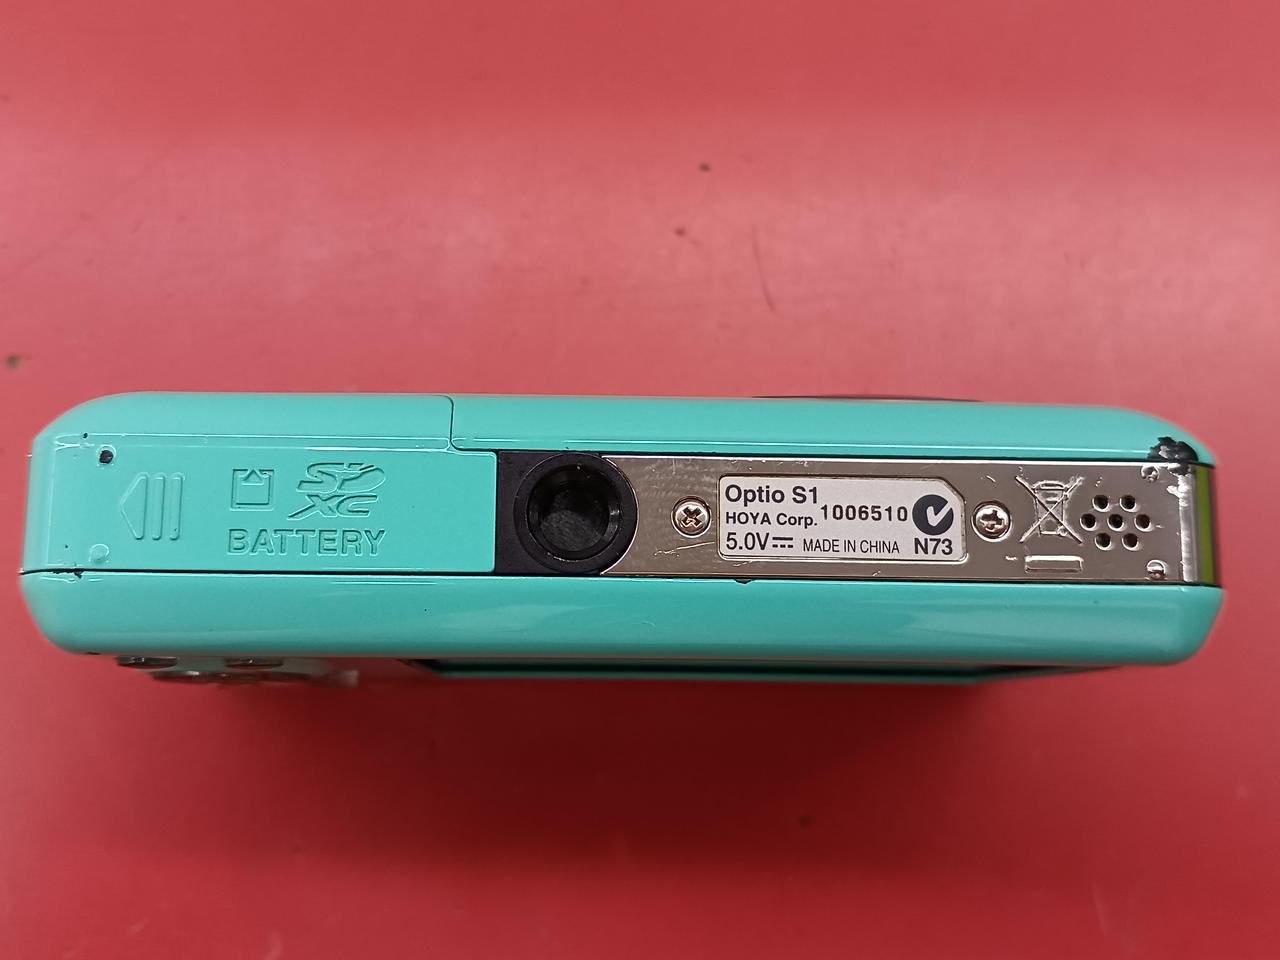 SD
XC
BATTERY
Optio S1
HOYA Corp. 1006510
5.0V MADE IN CHINA N73